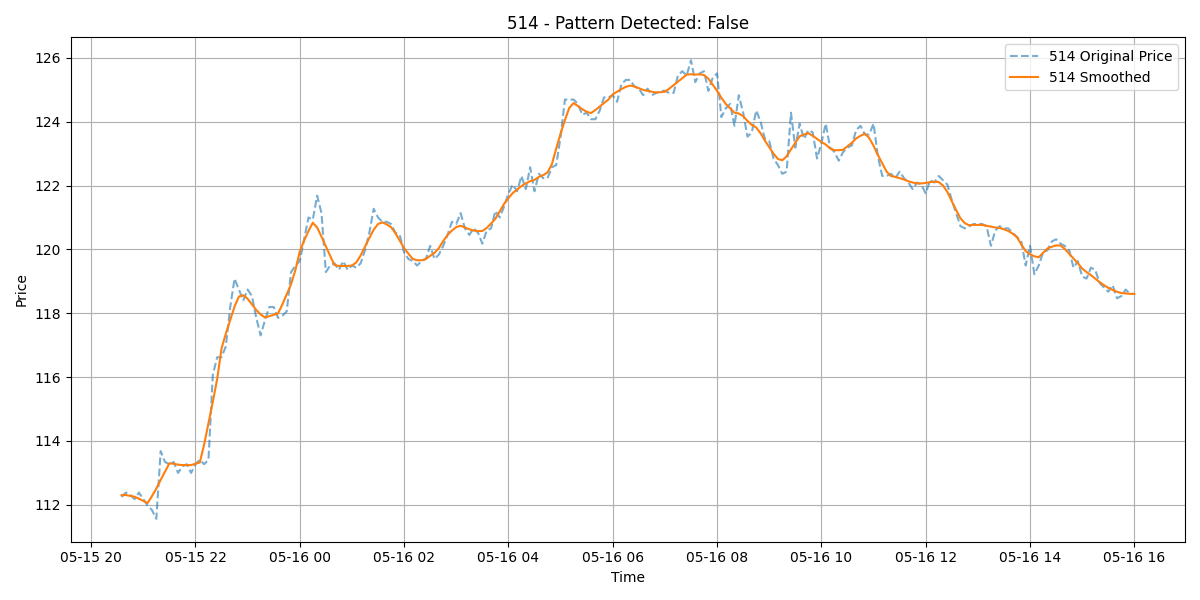 514 - Pattern Detected: False
514 Original Price
514 Smoothed
126
124
122
120
118
116
114
112
Price
05-15 20 05-15 22 05-16 00 05-16 02 05-16 04 05-16 06 05-16 08 05-16 10 05-16 12 05-16 14 05-16 16
Time